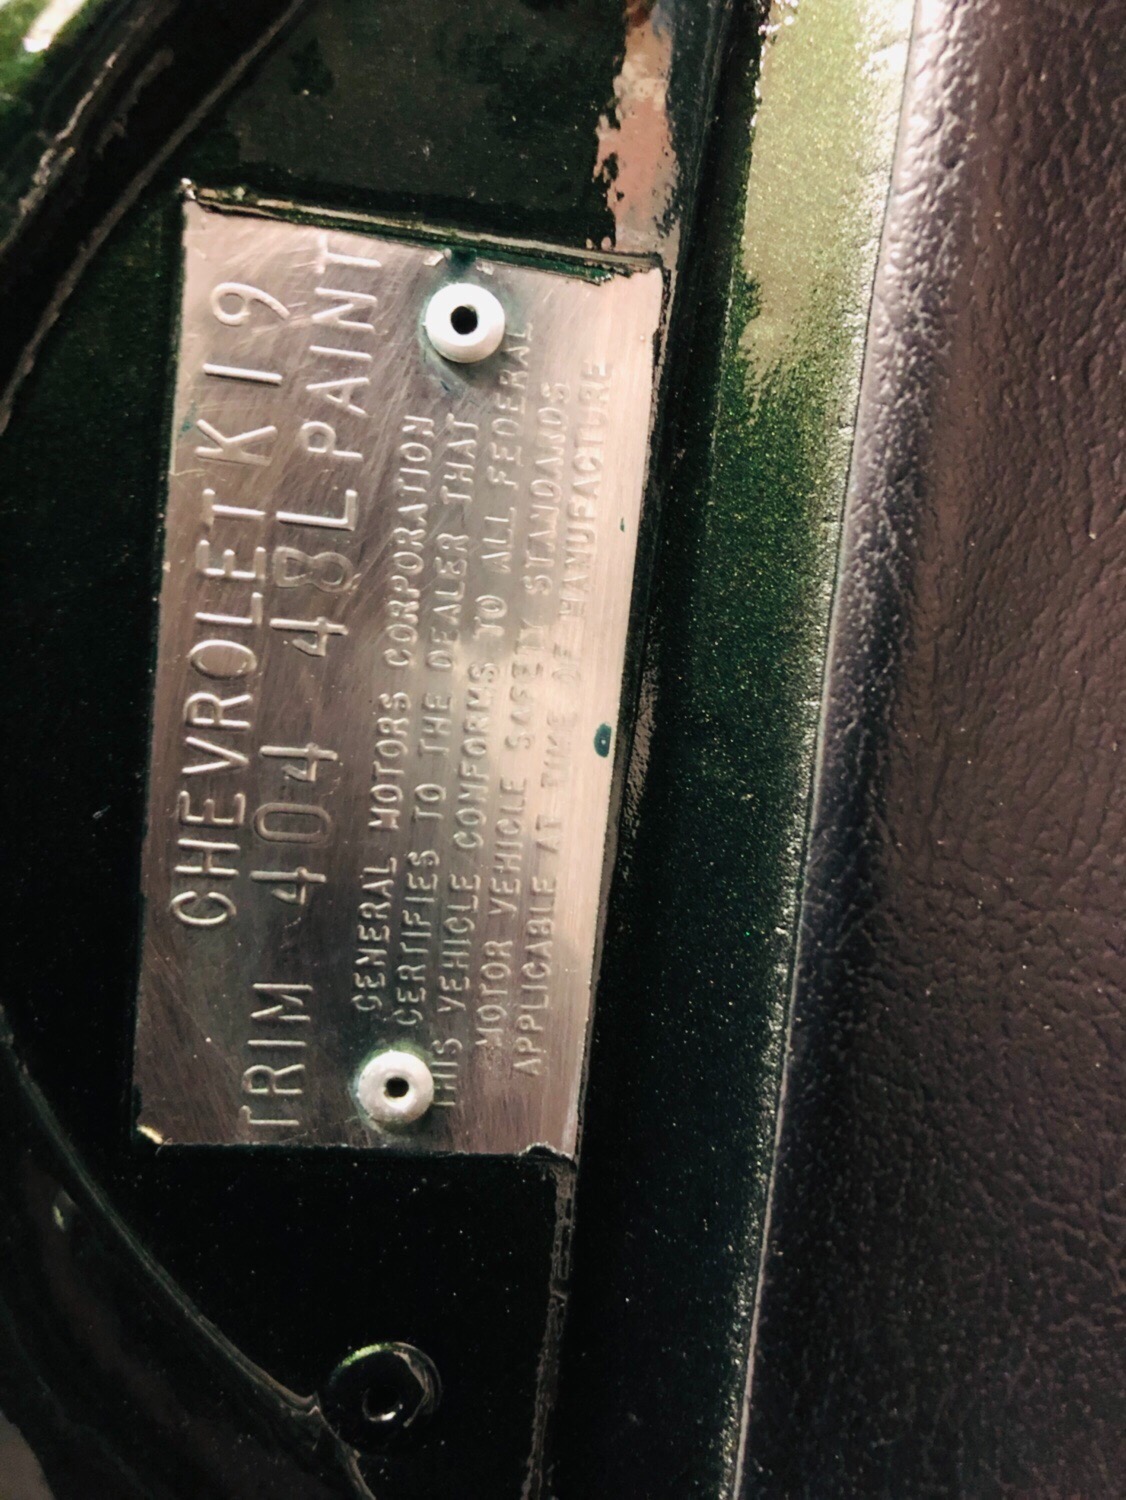 CHEVROLET K19
TRIM 404 48L PAINT
GENERAL MOTORS CORPORATION
CERTIFIES TO THE DEALER THAT
THIS VEHICLE CONFORMS TO ALL FEDERAL
MOTOR VEHICLE SAFETY STANDARDS
APPLICABLE AT TIME OF MANUFACTURE